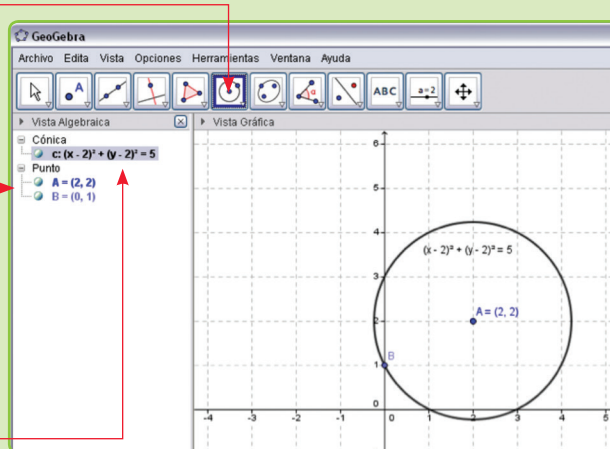 GeoGebra
Archivo Edita Vista Opciones Herramientas Ventana Ayuda
A
α
ABC
a=2
Vista Algebraica
Vista Gráfica
Cónica
c: (x - 2)² + (y - 2)² = 5
Punto
A = (2, 2)
B = (0, 1)
6
5
4
(x - 2)² + (y - 2)² = 5
3
A = (2, 2)
2
B
1
0
-4 -3 -2 -1 0 1 2 3 4 5